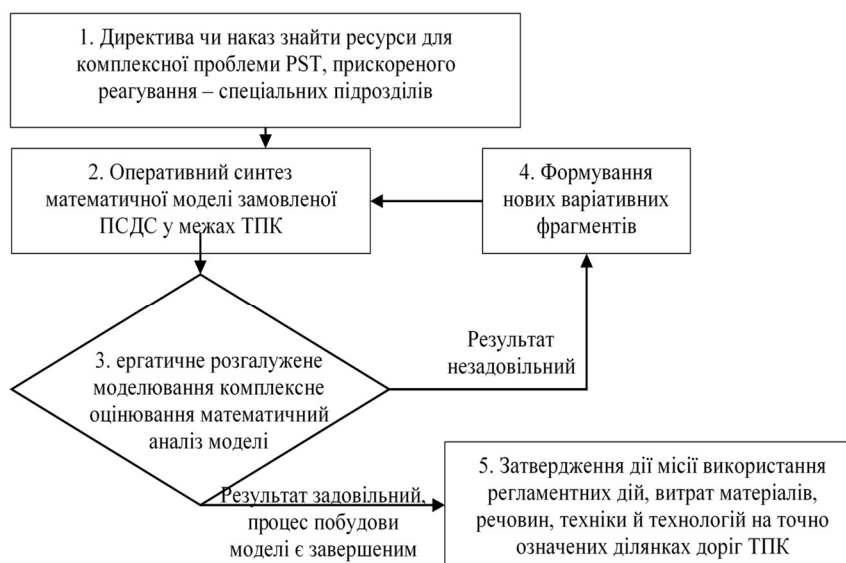 1. Директива чи наказ знайти ресурси для
комплексної проблеми PST, прискореного
реагування – спеціальних підрозділів
2. Оперативний синтез
математичної моделі замовленої
ПСДС у межах ТПК
4. Формування
нових варіативних
фрагментів
3. ергатичне розгалужене
моделювання комплексне
оцінювання математичний
аналіз моделі
Результат
незадовільний
Результат задовільний,
процес побудови
моделі є завершеним
5. Затвердження дії місії використання
регламентних дій, витрат матеріалів,
речовин, техніки й технологій на точно
означених ділянках доріг ТПК